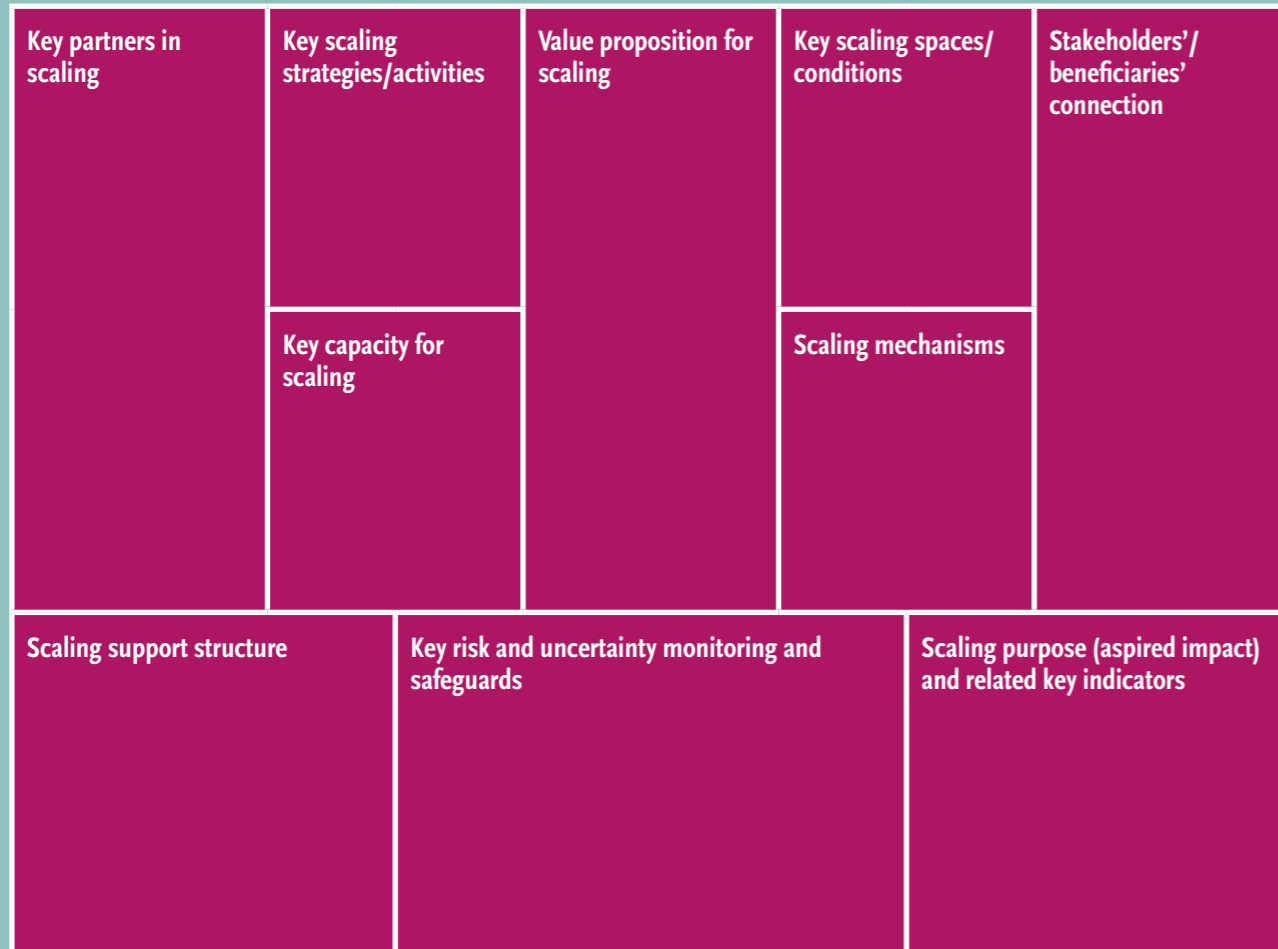 Key partners in
scaling
Key scaling
strategies/activities
Value proposition for
scaling
Key scaling spaces/
conditions
Stakeholders’/
beneficiaries’
connection
Key capacity for
scaling
Scaling mechanisms
Scaling support structure
Key risk and uncertainty monitoring and
safeguards
Scaling purpose (aspired impact)
and related key indicators